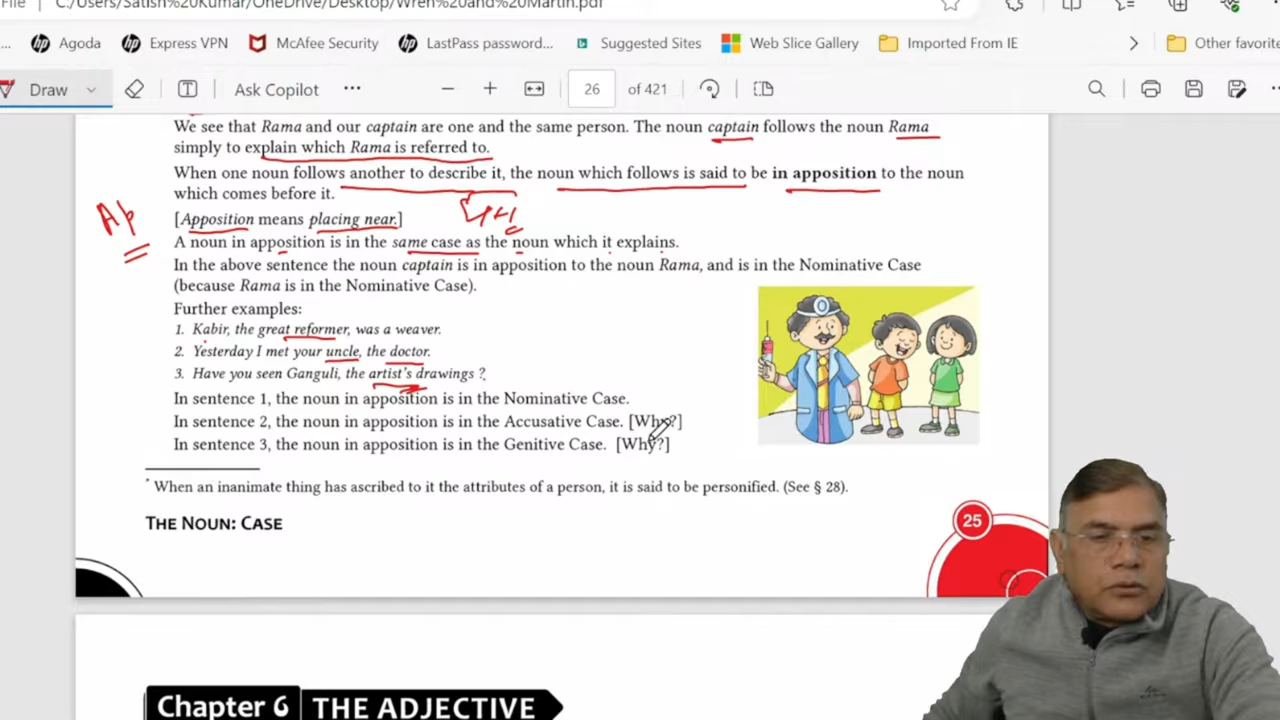 File C:/Users/Satish%20Kumar/OneDrive/Desktop/Wren%20and%20Martin.pdf
... Agoda Express VPN McAfee Security LastPass password... Suggested Sites Web Slice Gallery Imported From IE Other favorite
Draw Ask Copilot ... 26 of 421
We see that Rama and our captain are one and the same person. The noun captain follows the noun Rama
simply to explain which Rama is referred to.
When one noun follows another to describe it, the noun which follows is said to be in apposition to the noun
which comes before it.
[Apposition means placing near.]
A noun in apposition is in the same case as the noun which it explains.
In the above sentence the noun captain is in apposition to the noun Rama, and is in the Nominative Case
(because Rama is in the Nominative Case).
Further examples:
1. Kabir, the great reformer, was a weaver.
2. Yesterday I met your uncle, the doctor.
3. Have you seen Ganguli, the artist's drawings ?
In sentence 1, the noun in apposition is in the Nominative Case.
In sentence 2, the noun in apposition is in the Accusative Case. [Why?]
In sentence 3, the noun in apposition is in the Genitive Case. [Why?]
* When an inanimate thing has ascribed to it the attributes of a person, it is said to be personified. (See § 28).
THE NOUN: CASE
25
Chapter 6 THE ADJECTIVE